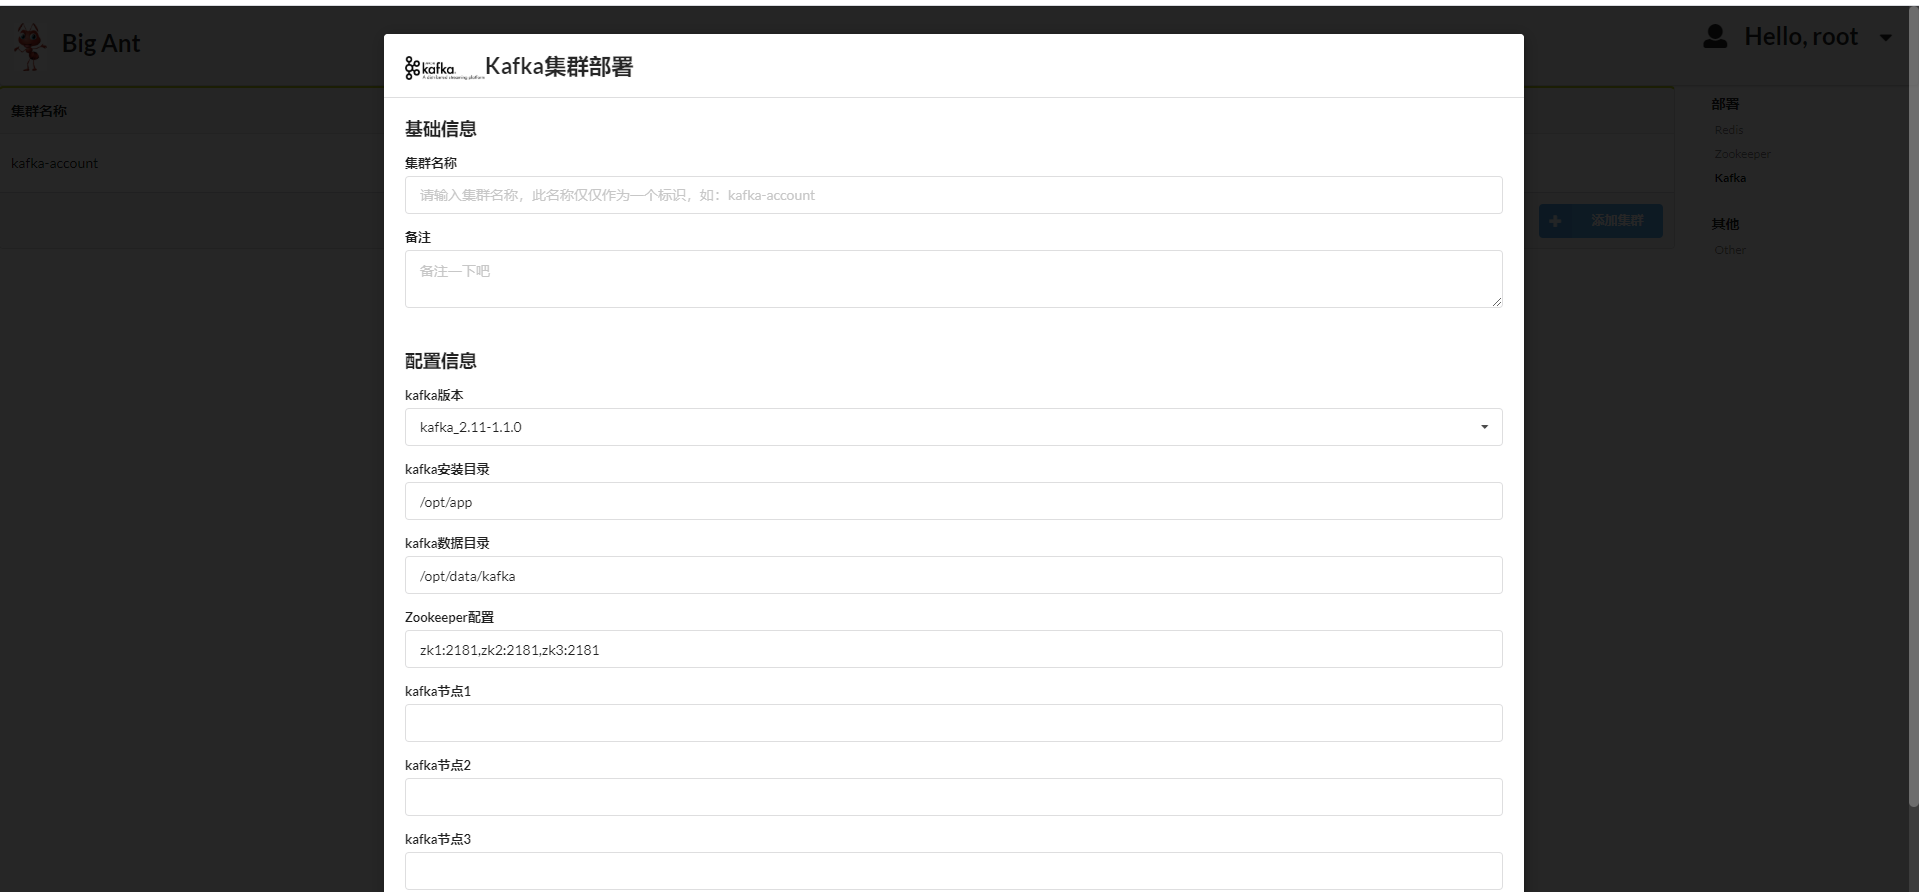 Big Ant
Hello, root
集群名称
kafka-account
添加集群
部署
Redis
Zookeeper
Kafka
其他
Other
kafka.
Kafka集群部署
基础信息
集群名称
请输入集群名称，此名称仅仅作为一个标识，如：kafka-account
备注
备注一下吧
配置信息
kafka版本
kafka_2.11-1.1.0
kafka安装目录
/opt/app
kafka数据目录
/opt/data/kafka
Zookeeper配置
zk1:2181,zk2:2181,zk3:2181
kafka节点1
kafka节点2
kafka节点3